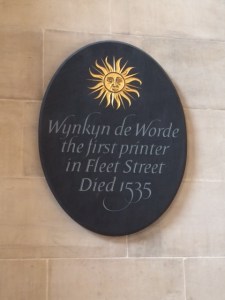 Wynkyn de Worde
the first printer
in Fleet Street
Died 1535